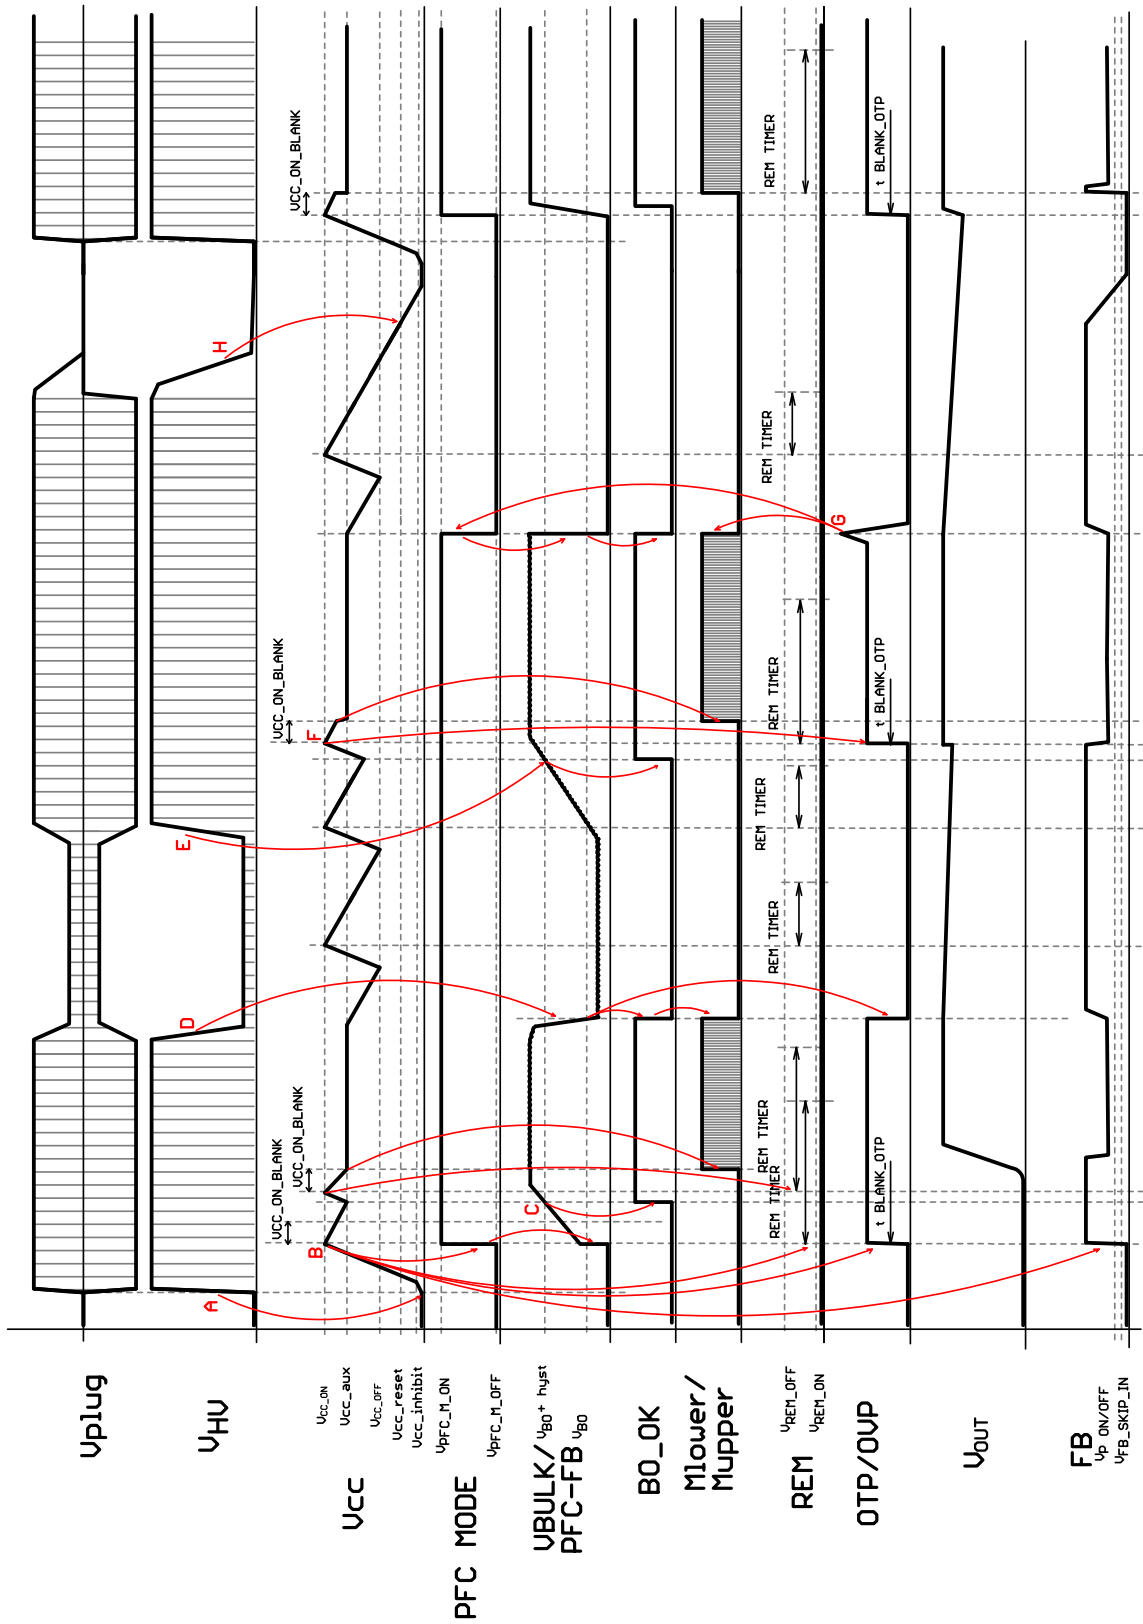 Vplug
VHV
A
D
E
H
VCC_ON_BLANK
VCC_ON_BLANK
VCC_ON_BLANK
VCC_ON_BLANK
B
F
VCC_ON
Vcc_aux
Vcc
VCC_OFF
Vcc_reset
Vcc_inhibit
VPFC_M_ON
PFC MODE
VPFC_M_OFF
C
VBULK/ VBO+ hyst
PFC-FB VBO
BO_OK
Mlower/
Mupper
REM TIMER
REM TIMER
REM TIMER
REM TIMER
REM TIMER
REM TIMER
REM TIMER
VREM_OFF
REM
VREM_ON
G
OTP/OVP
t BLANK_OTP
t BLANK_OTP
t BLANK_OTP
VOUT
FB
VP ON/OFF
VFB_SKIP_IN